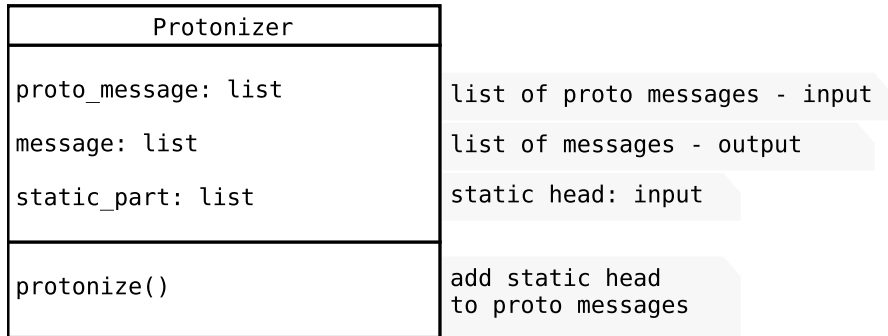 Protonizer
proto_message: list
list of proto messages - input
message: list
list of messages - output
static_part: list
static head: input
protonize()
add static head
to proto messages